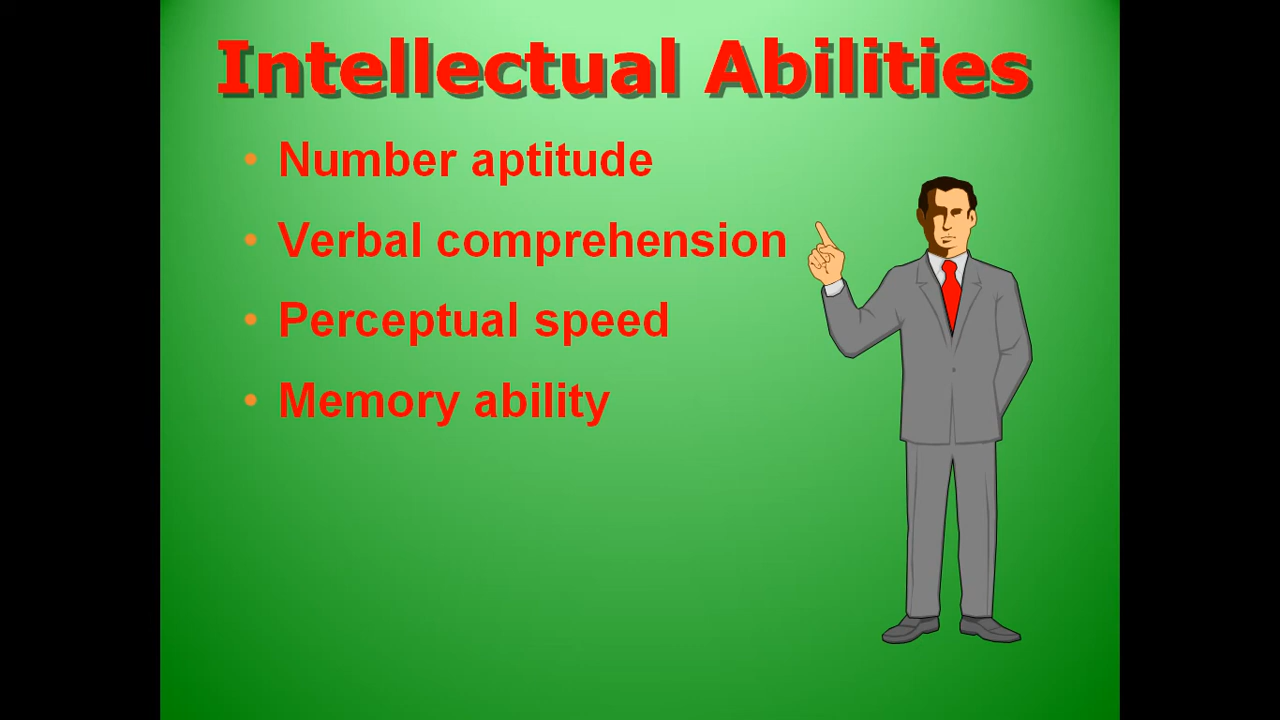 Intellectual Abilities
• Number aptitude
• Verbal comprehension
• Perceptual speed
• Memory ability